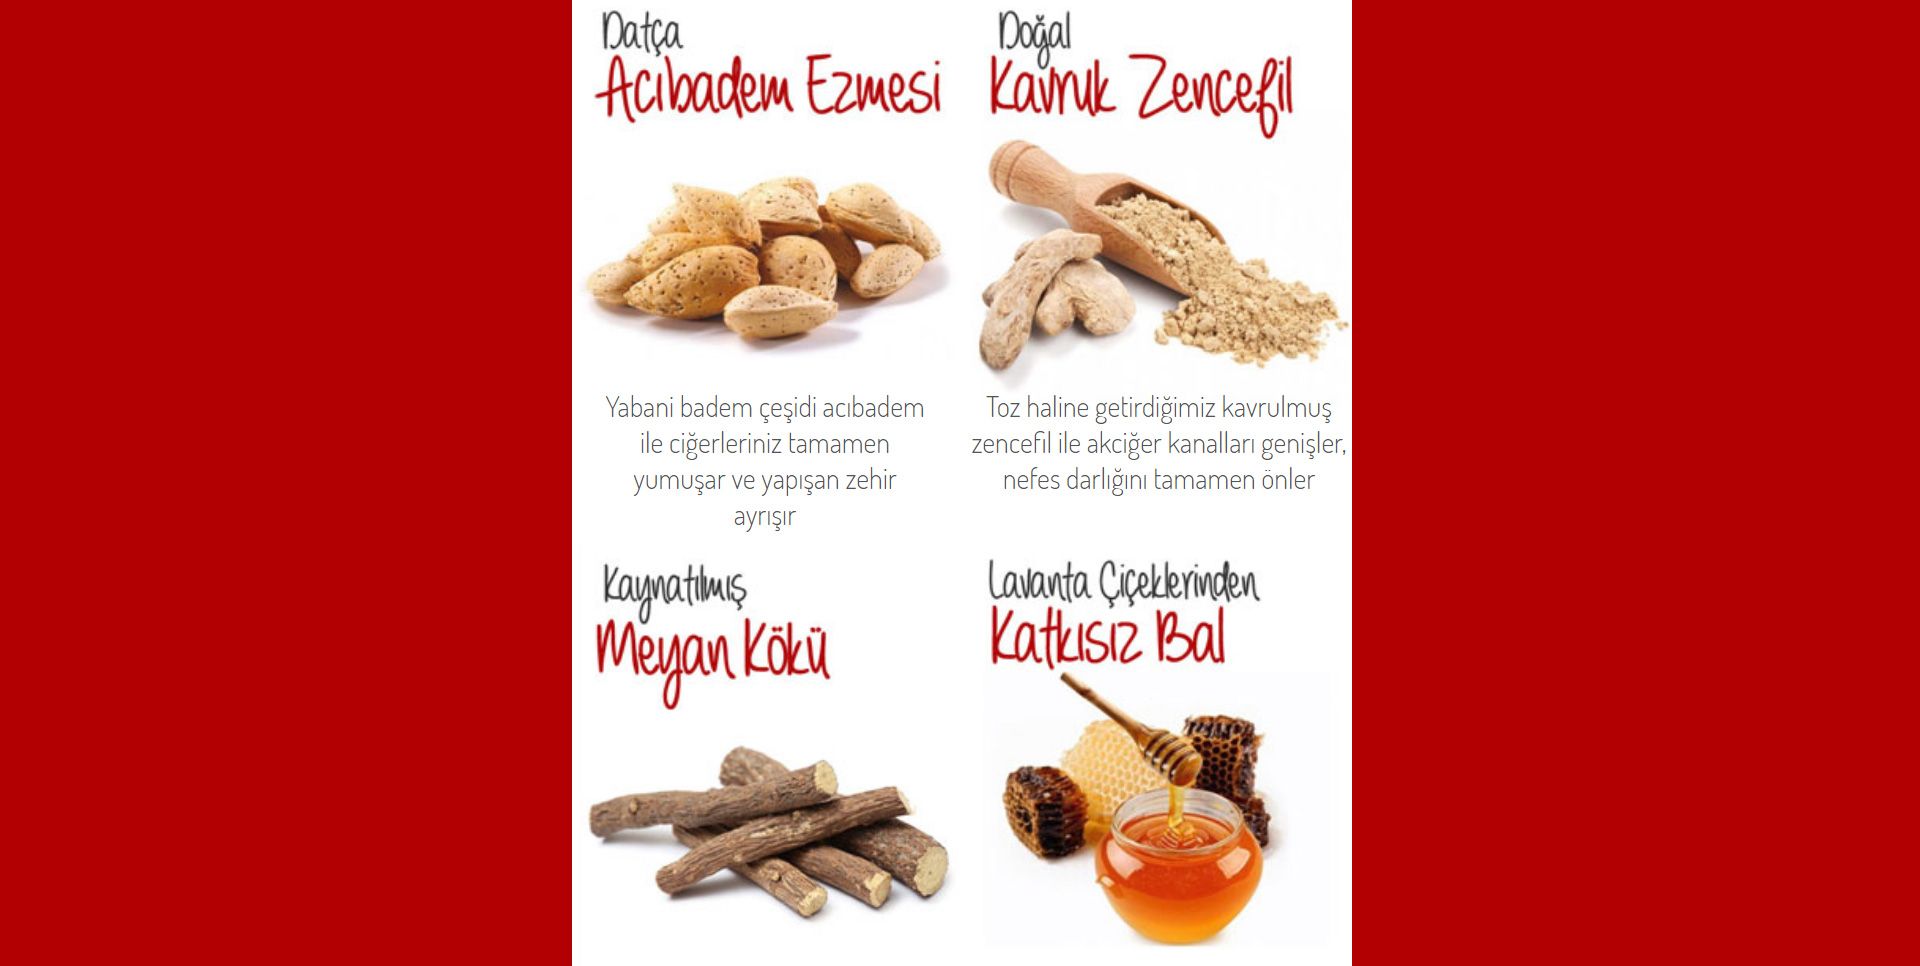 Datça
Acıbadem Ezmesi
Yabani badem çeşidi acıbadem
ile ciğerleriniz tamamen
yumuşar ve yapışan zehir
ayrışır
Doğal
Kavruk Zencefil
Toz haline getirdiğimiz kavrulmuş
zencefil ile akciğer kanalları genişler,
nefes darlığını tamamen önler
Kaynatılmış
Meyan Kökü
Lavanta Çiçeklerinden
Katkısız Bal